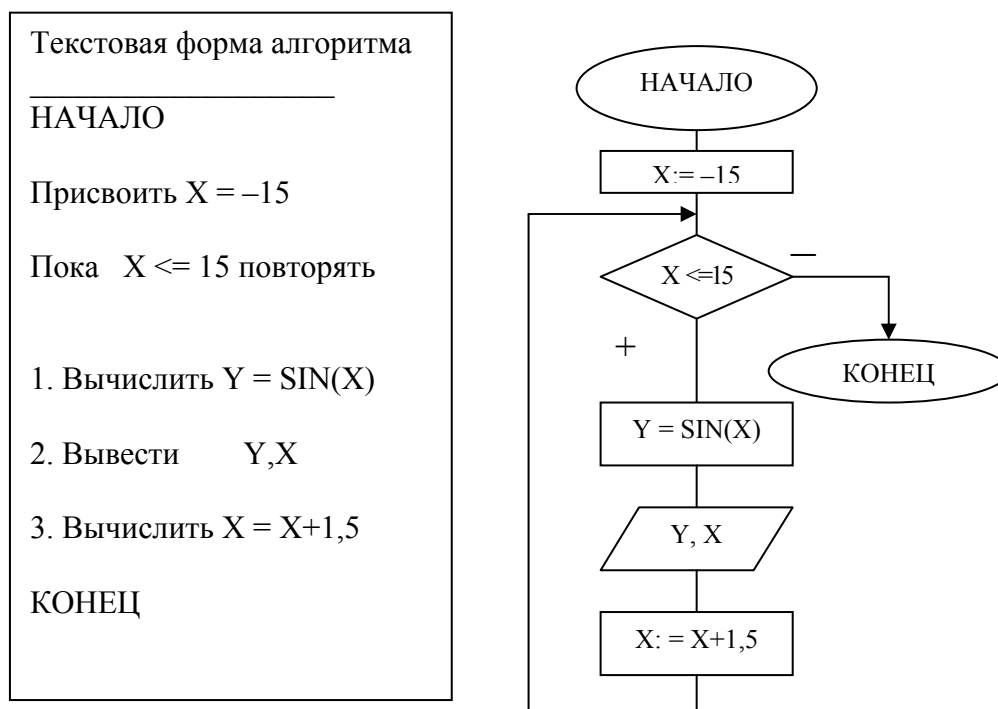 Текстовая форма алгоритма
___________________
НАЧАЛО
Присвоить X = –15
Пока X <= 15 повторять
1. Вычислить Y = SIN(X)
2. Вывести Y,X
3. Вычислить X = X+1,5
КОНЕЦ
НАЧАЛО
X:= –15
X <=15
–
+
КОНЕЦ
Y = SIN(X)
Y, X
X: = X+1,5